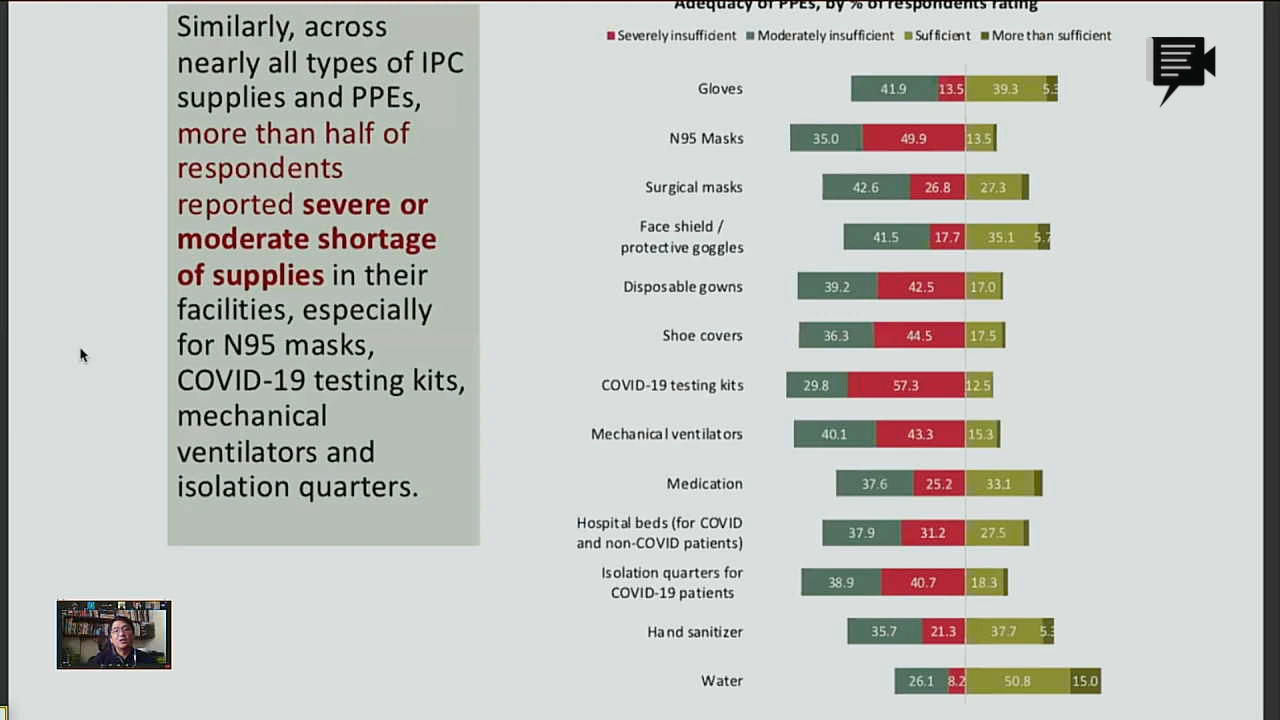 Similarly, across
nearly all types of IPC
supplies and PPEs,
more than half of
respondents
reported severe or
moderate shortage
of supplies in their
facilities, especially
for N95 masks,
COVID-19 testing kits,
mechanical
ventilators and
isolation quarters.
Adequacy of PPEs, by % of respondents rating
Severely insufficient Moderately insufficient Sufficient More than sufficient
Gloves 41.9 13.5 39.3 5.3
N95 Masks 35.0 49.9 13.5
Surgical masks 42.6 26.8 27.3
Face shield /
protective goggles 41.5 17.7 35.1 5.7
Disposable gowns 39.2 42.5 17.0
Shoe covers 36.3 44.5 17.5
COVID-19 testing kits 29.8 57.3 12.5
Mechanical ventilators 40.1 43.3 15.3
Medication 37.6 25.2 33.1
Hospital beds (for COVID
and non-COVID patients) 37.9 31.2 27.5
Isolation quarters for
COVID-19 patients 38.9 40.7 18.3
Hand sanitizer 35.7 21.3 37.7 5.3
Water 26.1 8.2 50.8 15.0